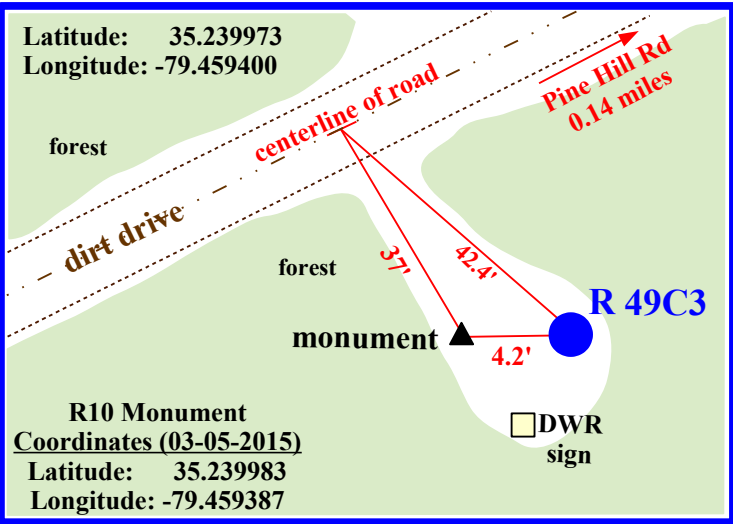 Latitude: 35.239973
Longitude: -79.459400
centerline of road
Pine Hill Rd
0.14 miles
forest
dirt drive
forest
37'
42.4'
R 49C3
monument
4.2'
DWR
sign
R10 Monument
Coordinates (03-05-2015)
Latitude: 35.239983
Longitude: -79.459387